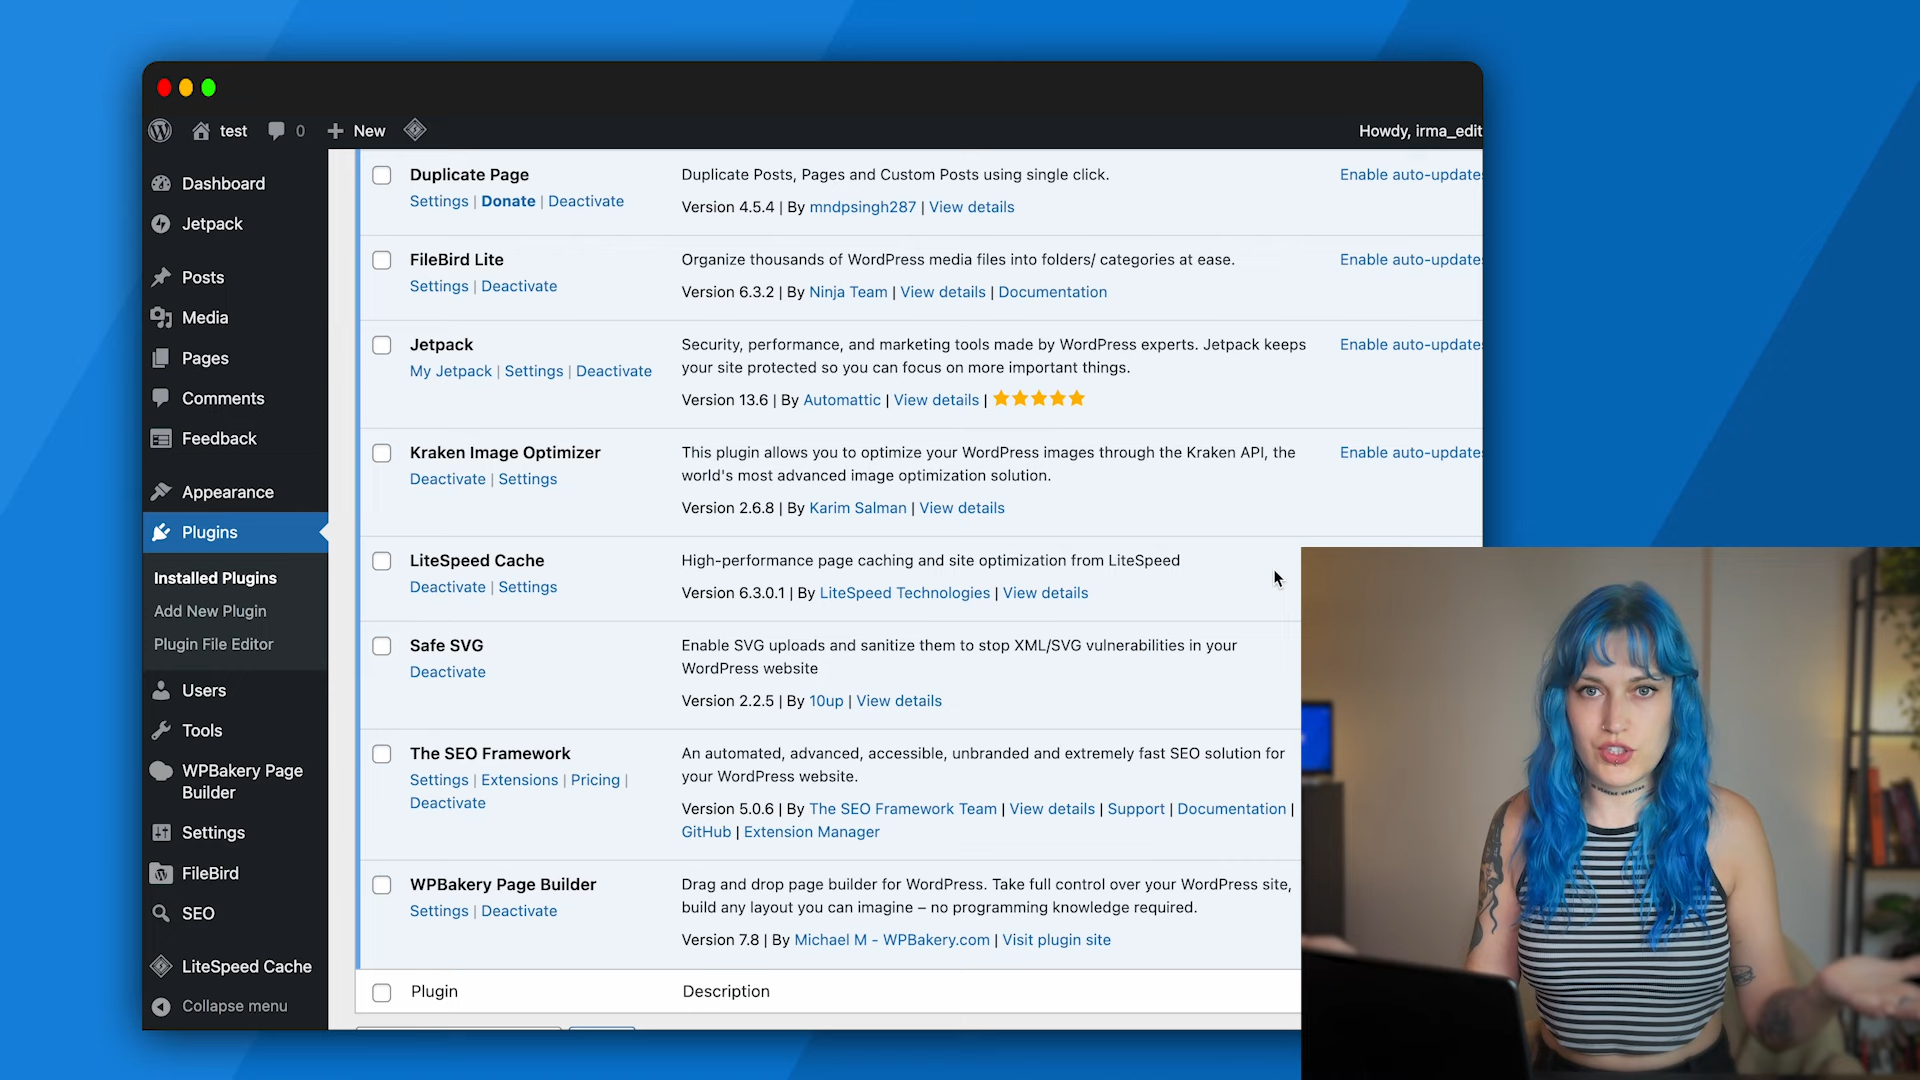 test 0 New Howdy, irma_edit
Dashboard
Jetpack
Posts
Media
Pages
Comments
Feedback
Appearance
Plugins
Installed Plugins
Add New Plugin
Plugin File Editor
Users
Tools
WPBakery Page
Builder
Settings
FileBird
SEO
LiteSpeed Cache
Collapse menu
Duplicate Page
Settings | Donate | Deactivate
Duplicate Posts, Pages and Custom Posts using single click.
Version 4.5.4 | By mndpsingh287 | View details
Enable auto-updates
FileBird Lite
Settings | Deactivate
Organize thousands of WordPress media files into folders/ categories at ease.
Version 6.3.2 | By Ninja Team | View details | Documentation
Enable auto-updates
Jetpack
My Jetpack | Settings | Deactivate
Security, performance, and marketing tools made by WordPress experts. Jetpack keeps
your site protected so you can focus on more important things.
Version 13.6 | By Automattic | View details |
Enable auto-updates
Kraken Image Optimizer
Deactivate | Settings
This plugin allows you to optimize your WordPress images through the Kraken API, the
world's most advanced image optimization solution.
Version 2.6.8 | By Karim Salman | View details
Enable auto-updates
LiteSpeed Cache
Deactivate | Settings
High-performance page caching and site optimization from LiteSpeed
Version 6.3.0.1 | By LiteSpeed Technologies | View details
Safe SVG
Deactivate
Enable SVG uploads and sanitize them to stop XML/SVG vulnerabilities in your
WordPress website
Version 2.2.5 | By 10up | View details
The SEO Framework
Settings | Extensions | Pricing |
Deactivate
An automated, advanced, accessible, unbranded and extremely fast SEO solution for
your WordPress website.
Version 5.0.6 | By The SEO Framework Team | View details | Support | Documentation |
GitHub | Extension Manager
WPBakery Page Builder
Settings | Deactivate
Drag and drop page builder for WordPress. Take full control over your WordPress site,
build any layout you can imagine – no programming knowledge required.
Version 7.8 | By Michael M - WPBakery.com | Visit plugin site
Plugin Description